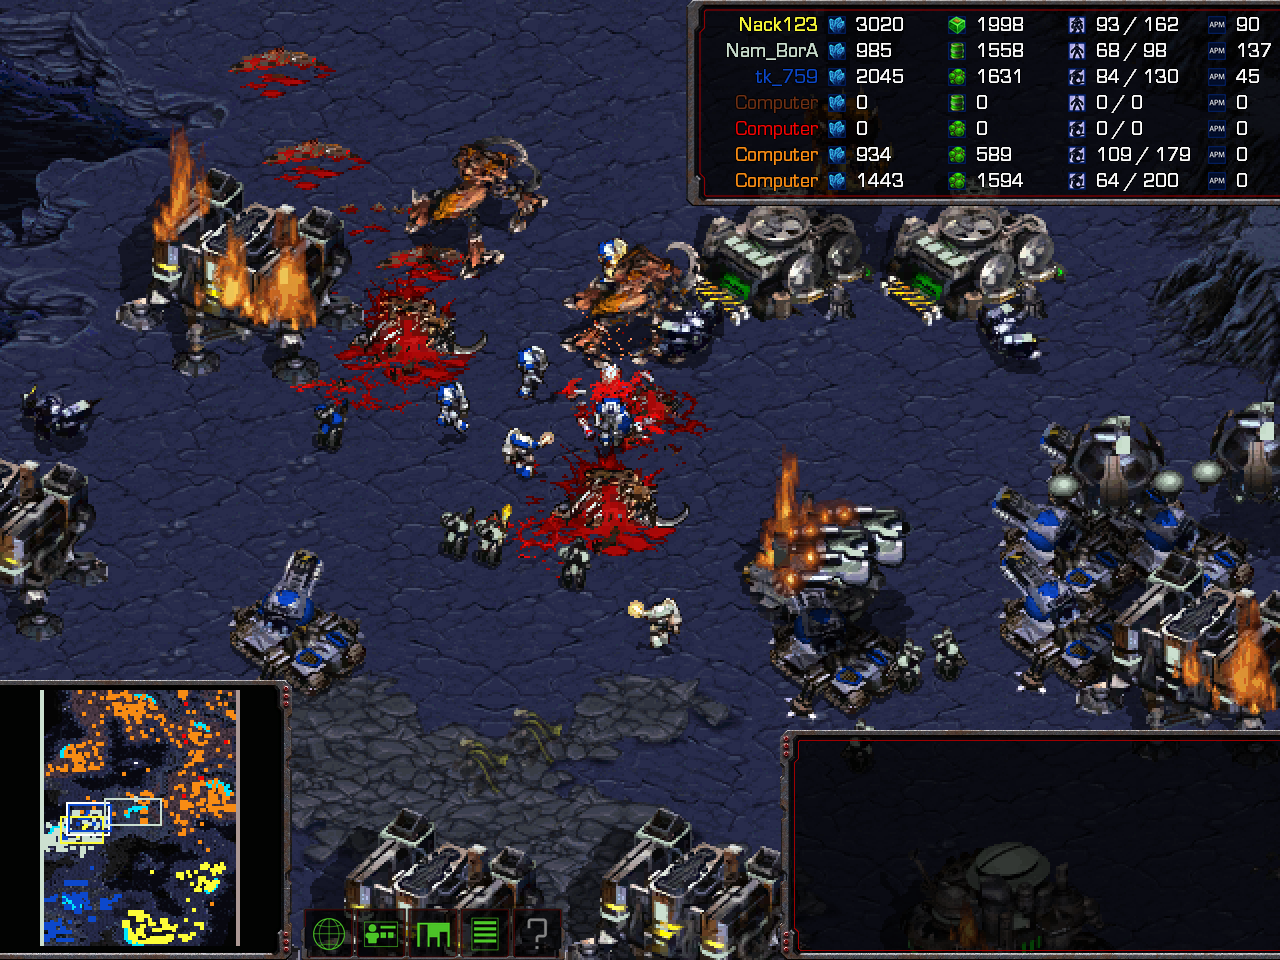 Nack123 3020 1998 93 / 162 APM 90
Nam_BorA 985 1558 68 / 98 APM 137
tk_759 2045 1631 84 / 130 APM 45
Computer 0 0 0 / 0 APM 0
Computer 0 0 0 / 0 APM 0
Computer 934 589 109 / 179 APM 0
Computer 1443 1594 64 / 200 APM 0
?